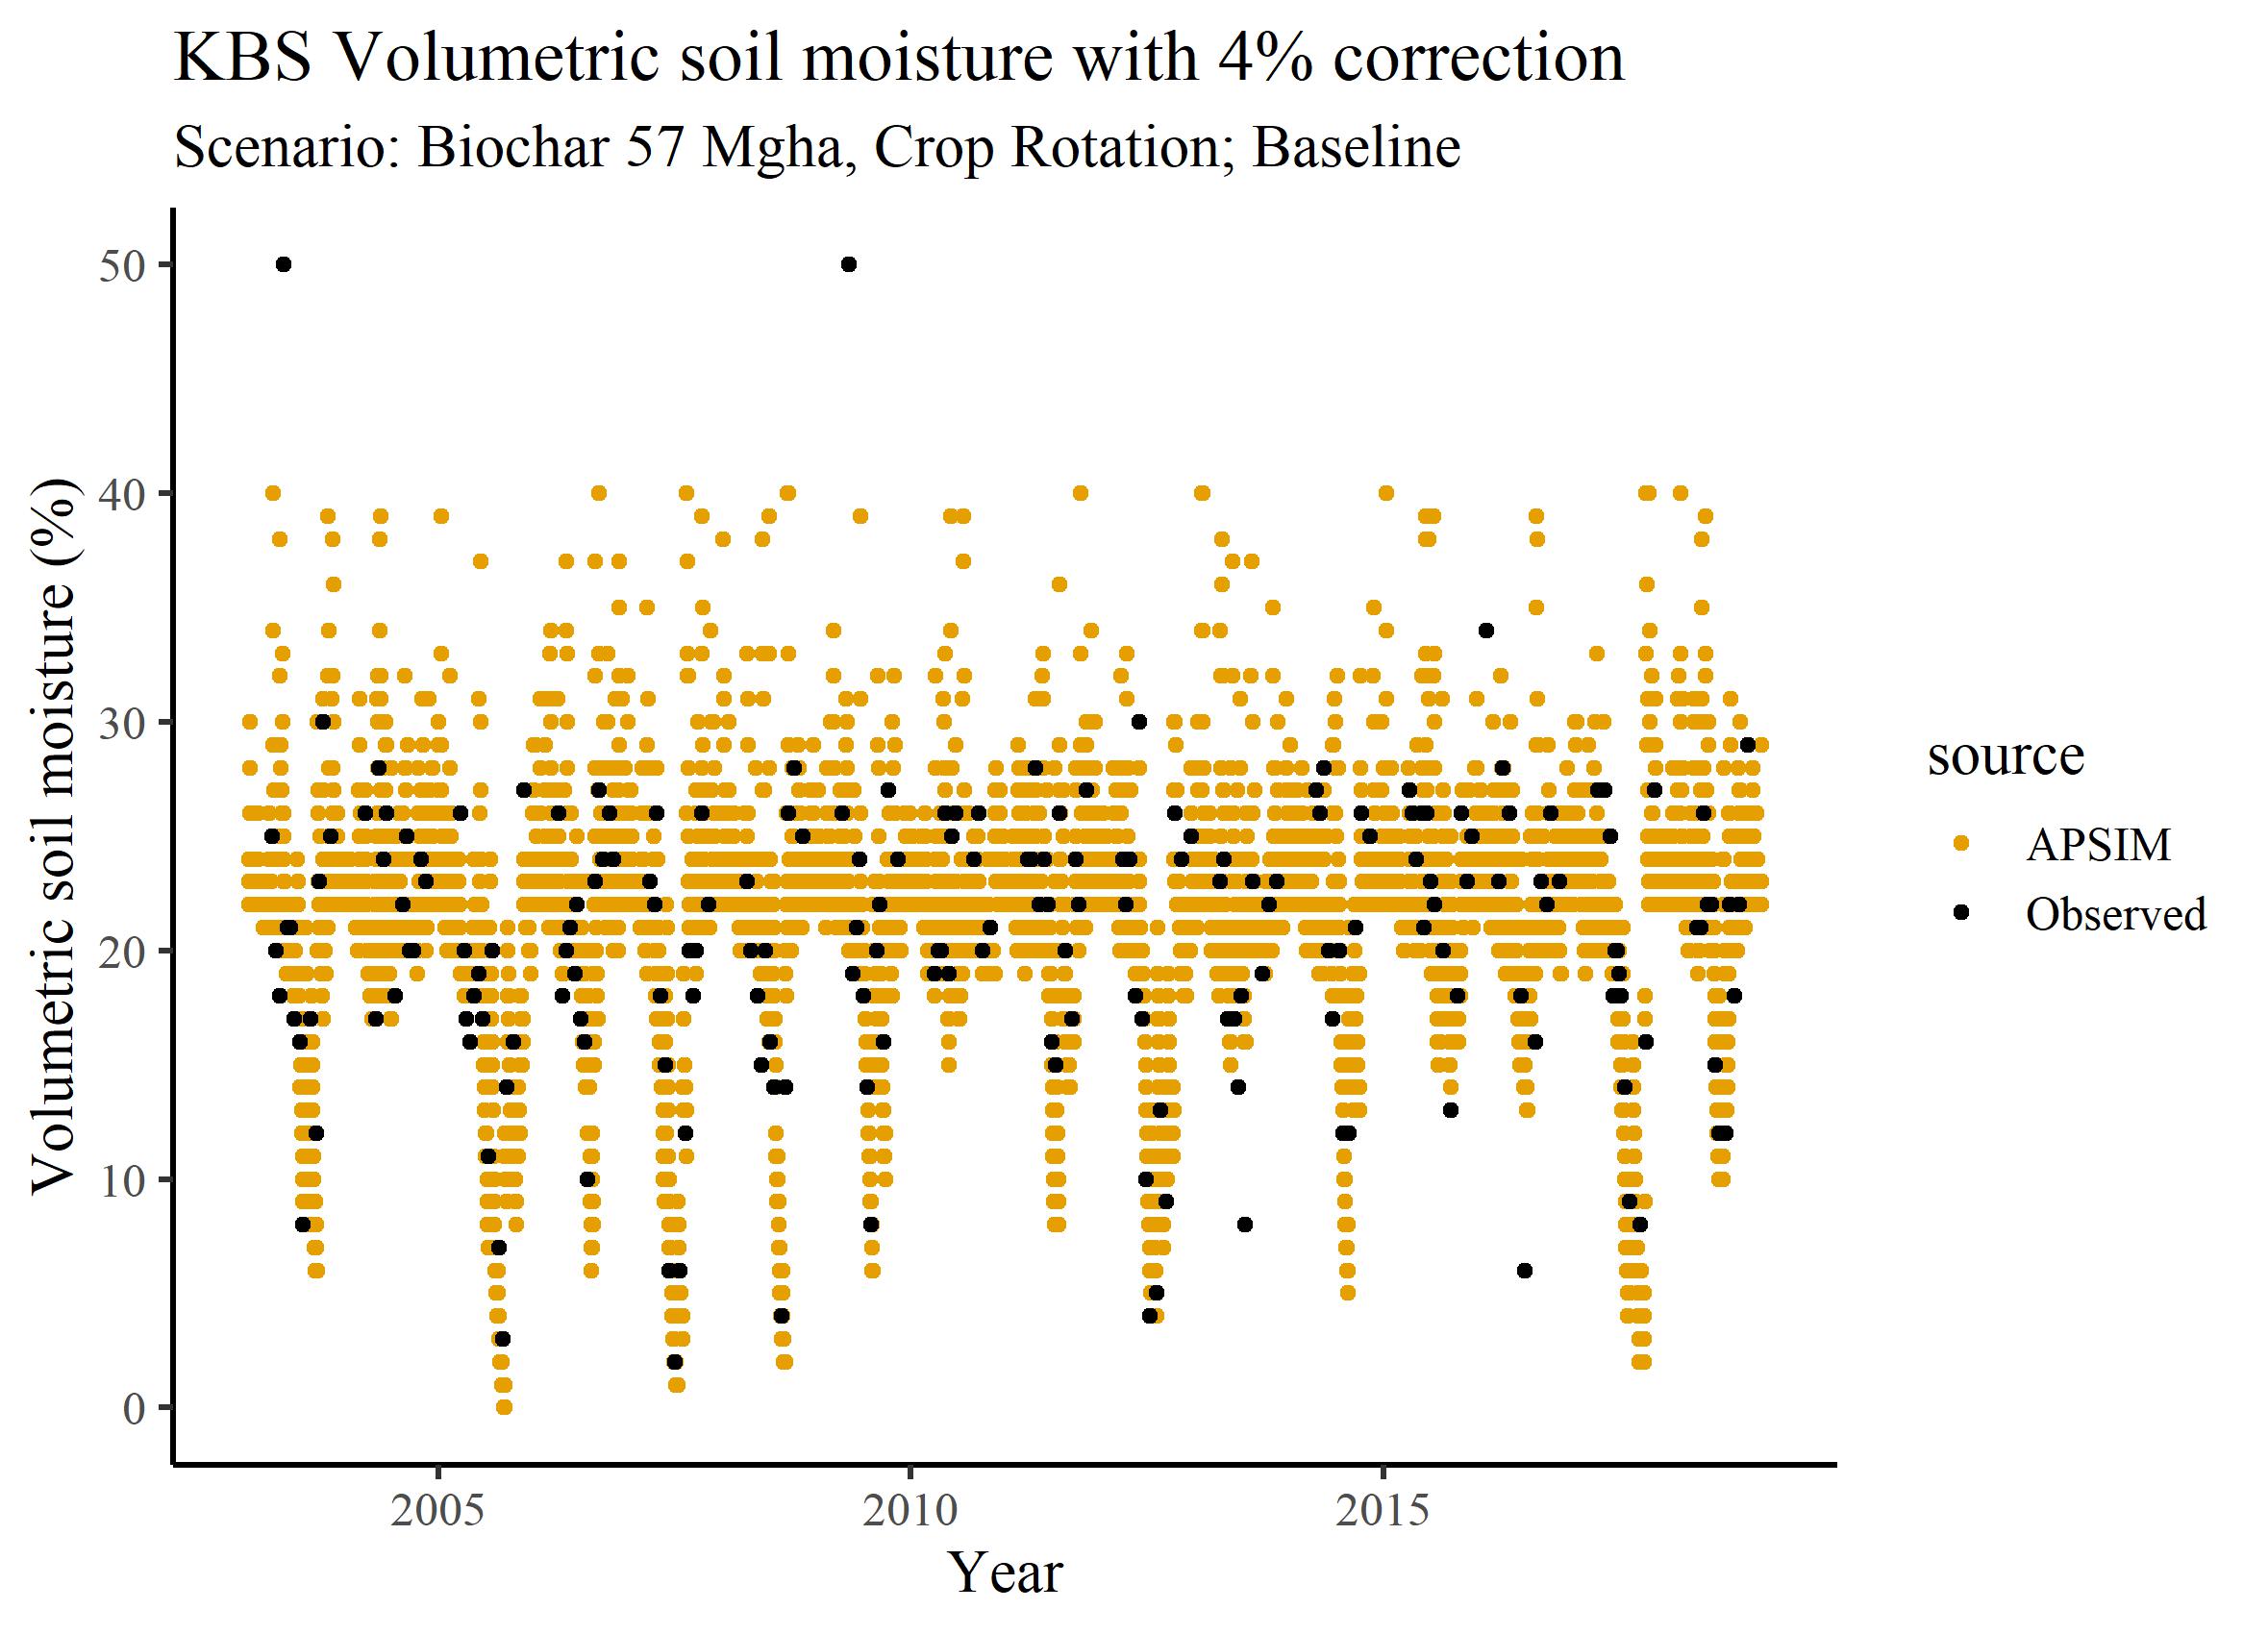 KBS Volumetric soil moisture with 4% correction
Scenario: Biochar 57 Mgha, Crop Rotation; Baseline
Volumetric soil moisture (%)
50
40
30
20
10
0
2005 2010 2015
Year
source
APSIM
Observed